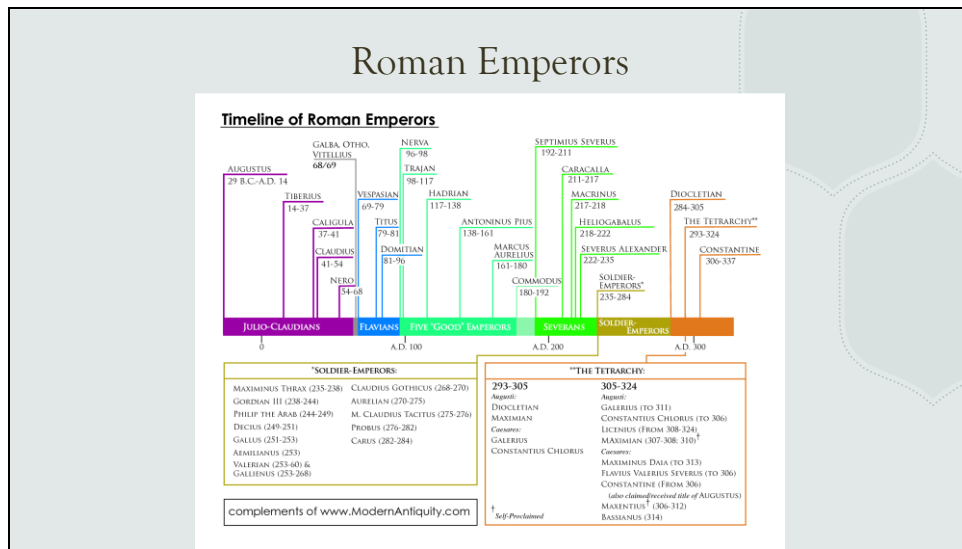 Roman Emperors
Timeline of Roman Emperors
Augustus
29 B.C.-A.D. 14
Tiberius
14-37
Caligula
37-41
Claudius
41-54
Nero
54-68
Galba, Otho,
Vitellius
68/69
Vespasian
69-79
Titus
79-81
Domitian
81-96
Nerva
96-98
Trajan
98-117
Hadrian
117-138
Antoninus Pius
138-161
Marcus
Aurelius
161-180
Commodus
180-192
Septimius Severus
192-211
Caracalla
211-217
Macrinus
217-218
Heliogabalus
218-222
Severus Alexander
222-235
Soldier-
Emperors*
235-284
Diocletian
284-305
The Tetrarchy**
293-324
Constantine
306-337
Julio-Claudians
Flavians
Five "Good" Emperors
Severans
Soldier-
Emperors
0
A.D. 100
A.D. 200
A.D. 300
*Soldier-Emperors:
Maximinus Thrax (235-238)
Gordian III (238-244)
Philip the Arab (244-249)
Decius (249-251)
Gallus (251-253)
Aemilianus (253)
Valerian (253-60) &
Gallienus (253-268)
Claudius Gothicus (268-270)
Aurelian (270-275)
M. Claudius Tacitus (275-276)
Probus (276-282)
Carus (282-284)
**The Tetrarchy:
293-305
Augusti:
Diocletian
Maximian
Caesares:
Galerius
Constantius Chlorus
† Self-Proclaimed
305-324
Augusti:
Galerius (to 311)
Constantius Chlorus (to 306)
Licenius (From 308-324)
MAximian (307-308; 310)†
Caesares:
Maximinus Daia (to 313)
Flavius Valerius Severus (to 306)
Constantine (From 306)
(also claimed/received title of Augustus)
Maxentius† (306-312)
Bassianus (314)
complements of www.ModernAntiquity.com